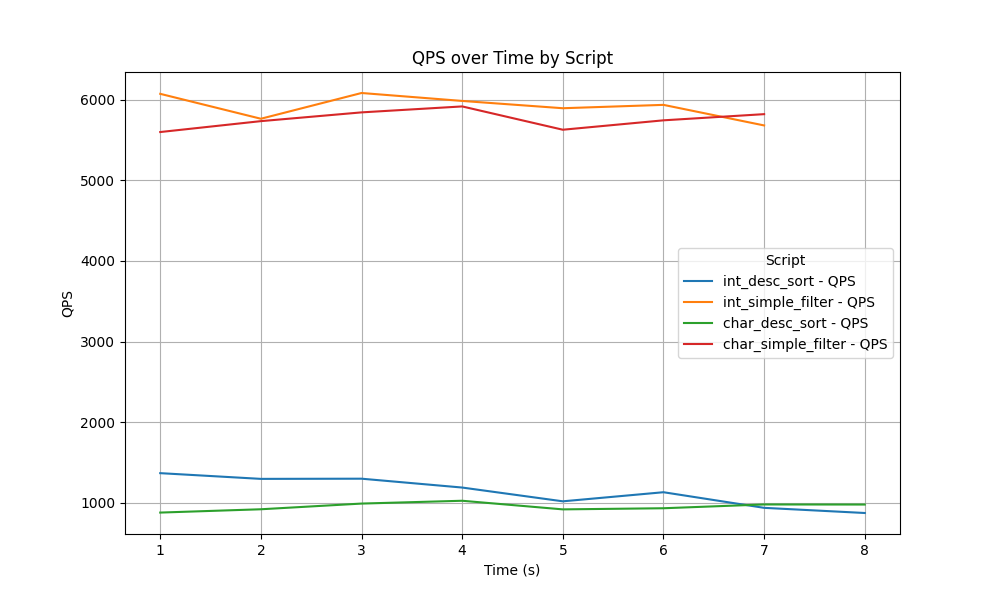 QPS over Time by Script
6000
5000
4000
3000
2000
1000
QPS
Script
int_desc_sort - QPS
int_simple_filter - QPS
char_desc_sort - QPS
char_simple_filter - QPS
1 2 3 4 5 6 7 8
Time (s)